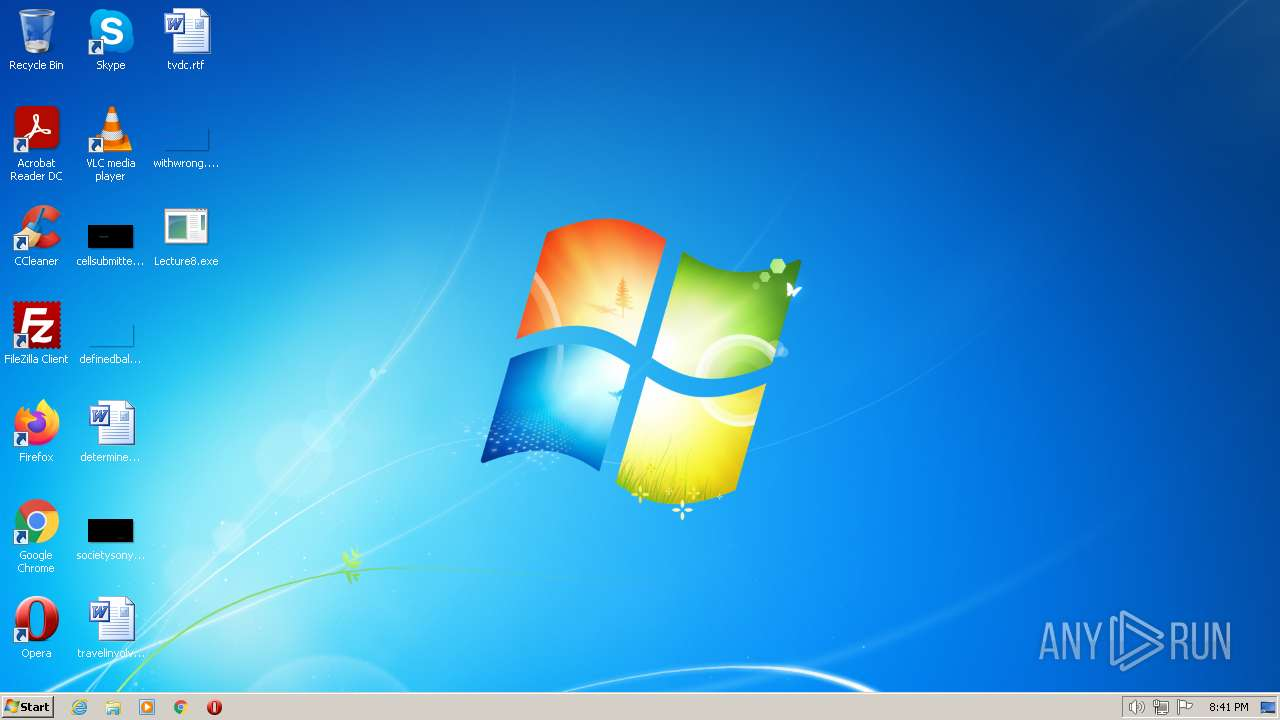 Recycle Bin
Skype
tvdc.rtf
Acrobat
Reader DC
VLC media
player
withwrong....
CCleaner
cellsubmitte...
Lecture8.exe
FileZilla Client
definedbal...
Firefox
determine...
Google
Chrome
societysony...
Opera
travelinvolv...
ANY RUN
Start
8:41 PM